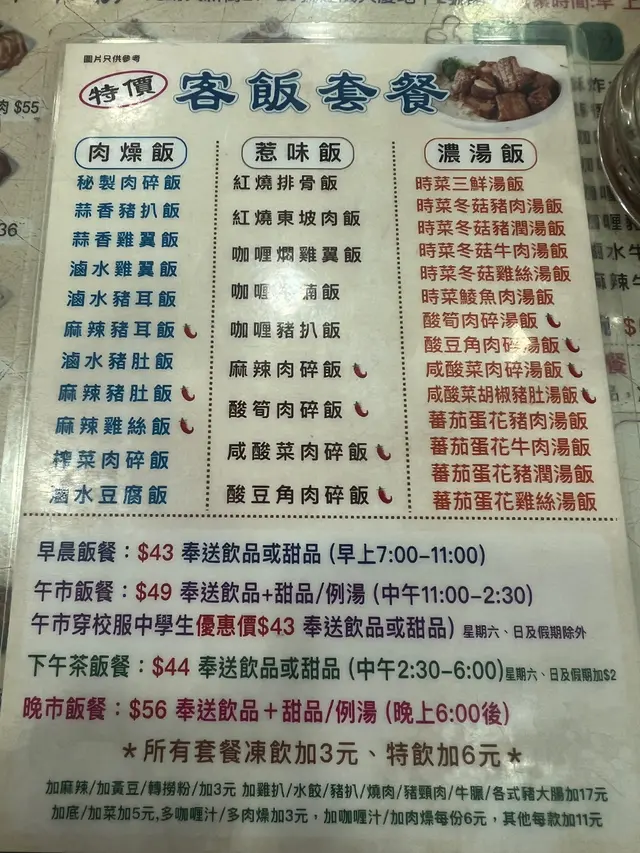 圖片只供參考
特價 客飯套餐
肉燥飯
秘製肉碎飯
蒜香豬扒飯
蒜香雞翼飯
滷水雞翼飯
滷水豬耳飯
麻辣豬耳飯
滷水豬肚飯
麻辣豬肚飯
麻辣雞絲飯
榨菜肉碎飯
滷水豆腐飯
惹味飯
紅燒排骨飯
紅燒東坡肉飯
咖喱燜雞翼飯
咖喱牛腩飯
咖喱豬扒飯
麻辣肉碎飯
酸筍肉碎飯
咸酸菜肉碎飯
酸豆角肉碎飯
濃湯飯
時菜三鮮湯飯
時菜冬菇豬肉湯飯
時菜冬菇豬潤湯飯
時菜冬菇牛肉湯飯
時菜冬菇雞絲湯飯
時菜鯪魚肉湯飯
酸筍肉碎湯飯
酸豆角肉碎湯飯
咸酸菜肉碎湯飯
咸酸菜胡椒豬肚湯飯
蕃茄蛋花豬肉湯飯
蕃茄蛋花牛肉湯飯
蕃茄蛋花豬潤湯飯
蕃茄蛋花雞絲湯飯
早晨飯餐：$43 奉送飲品或甜品 (早上7:00-11:00)
午市飯餐：$49 奉送飲品+甜品/例湯 (中午11:00-2:30)
午市穿校服中學生優惠價$43 奉送飲品或甜品) 星期六、日及假期除外
下午茶飯餐：$44 奉送飲品或甜品 (中午2:30-6:00)星期六、日及假期加$2
晚市飯餐：$56 奉送飲品＋甜品/例湯 (晚上6:00後)
＊所有套餐凍飲加3元、特飲加6元＊
加麻辣/加黃豆/轉撈粉/加3元 加雞扒/水餃/豬扒/燒肉/豬頸肉/牛𦟌/各式豬大腸加17元
加底/加菜加5元,多咖喱汁/多肉燥加3元，加咖喱汁/加肉燥每份6元，其他每款加11元
肉 $55